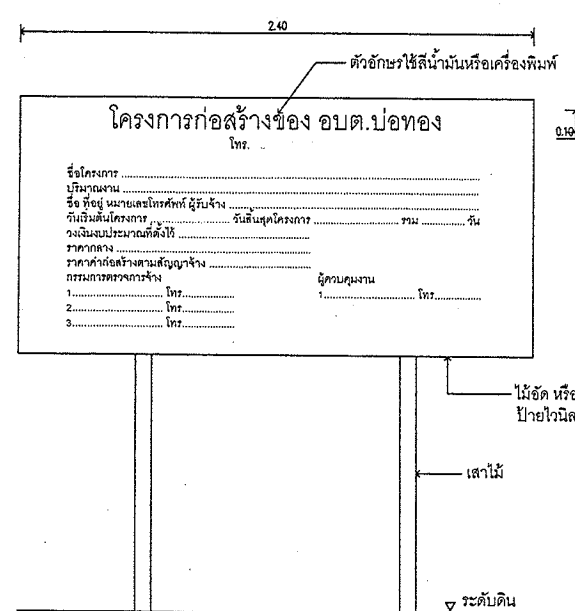 2.40
ตัวอักษรใช้สีน้ำมันหรือเครื่องพิมพ์
โครงการก่อสร้างของ อบต.บ่อทอง
โทร.
0.10
ชื่อโครงการ ............................................................
ปริมาณงาน ............................................................
ชื่อ ที่อยู่ หมายเลขโทรศัพท์ ผู้รับจ้าง ............................................................
วันเริ่มต้นโครงการ ........................ วันสิ้นสุดโครงการ ........................ รวม ............ วัน
วงเงินงบประมาณที่ตั้งไว้ ........................................
ราคากลาง ........................................
ราคาค่าก่อสร้างตามสัญญาจ้าง ........................................
กรรมการตรวจการจ้าง ผู้ควบคุมงาน
1........................ โทร................ 1........................ โทร................
2........................ โทร................
3........................ โทร................
ไม้อัด หรือ
ป้ายไวนิล
เสาไม้
ระดับดิน